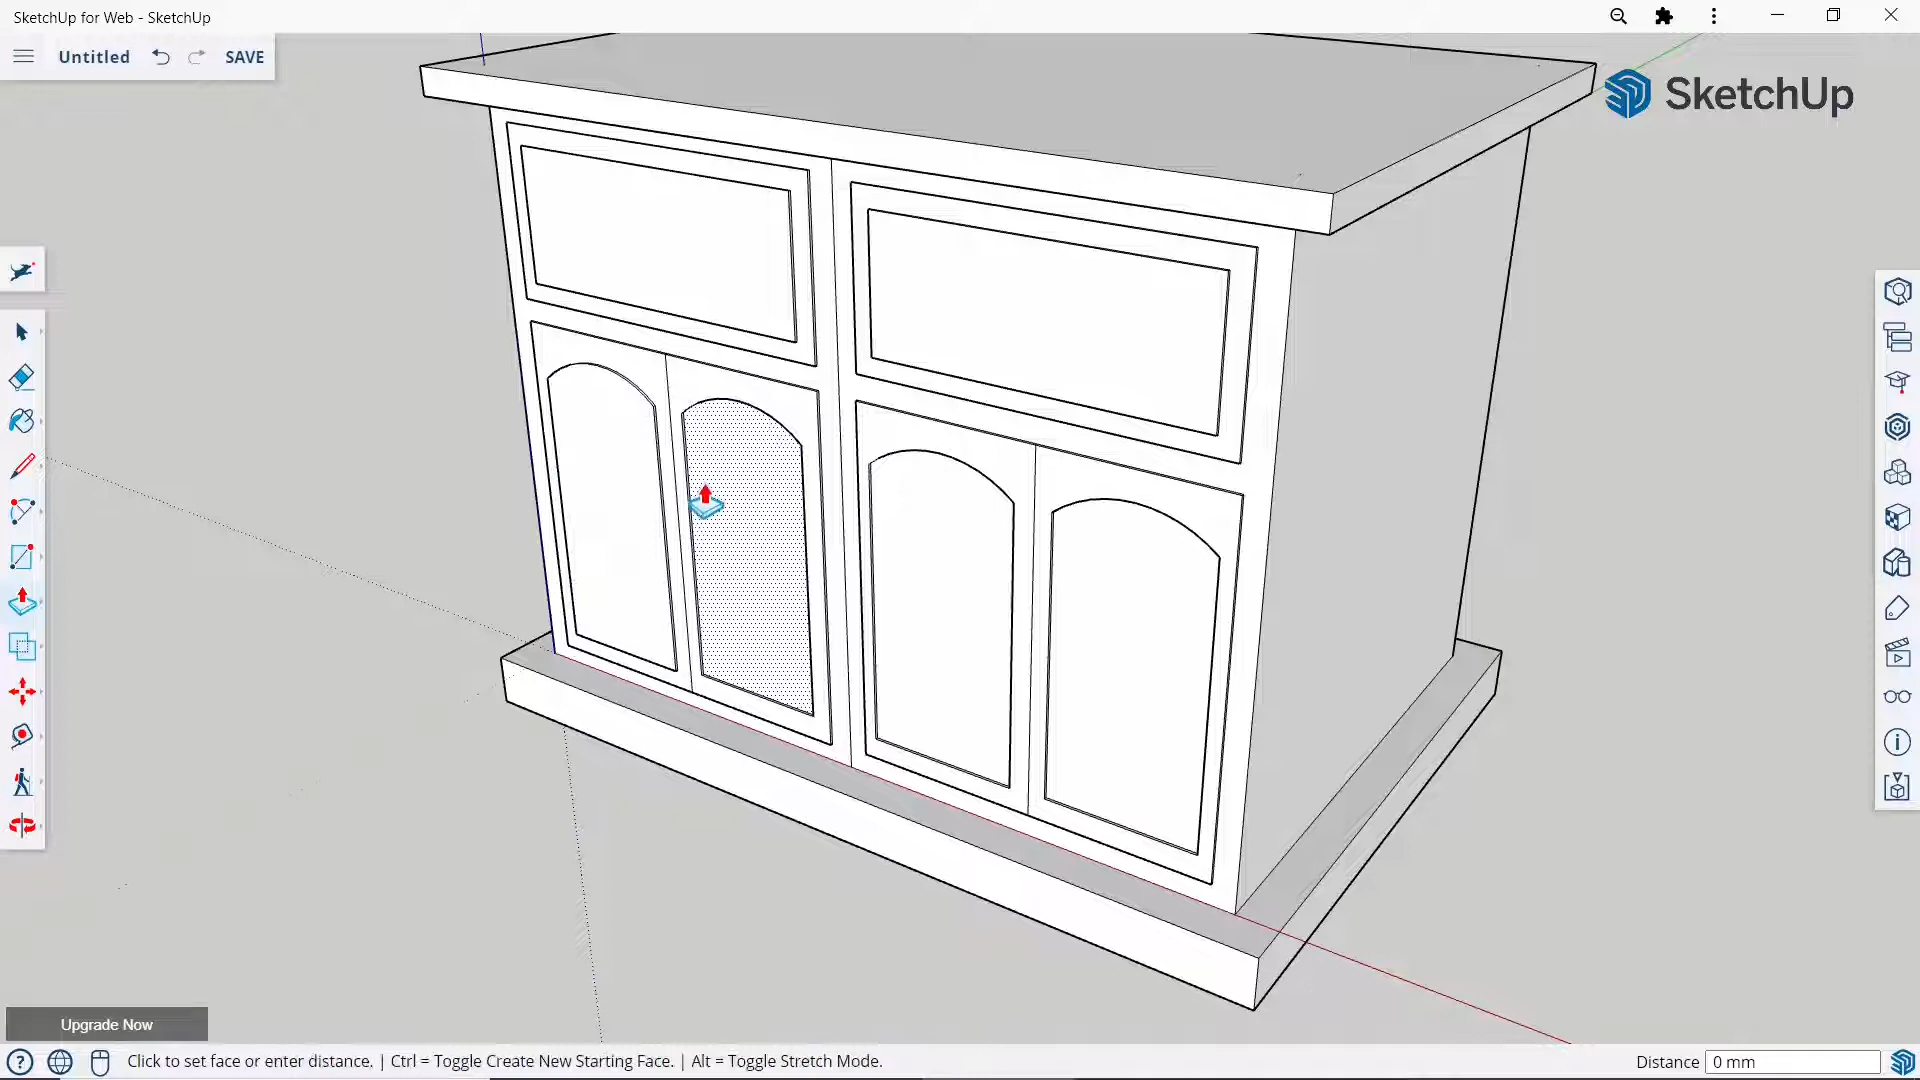 SketchUp for Web - SketchUp
Untitled
SAVE
SketchUp
Upgrade Now
Click to set face or enter distance. | Ctrl = Toggle Create New Starting Face. | Alt = Toggle Stretch Mode.
Distance 0 mm